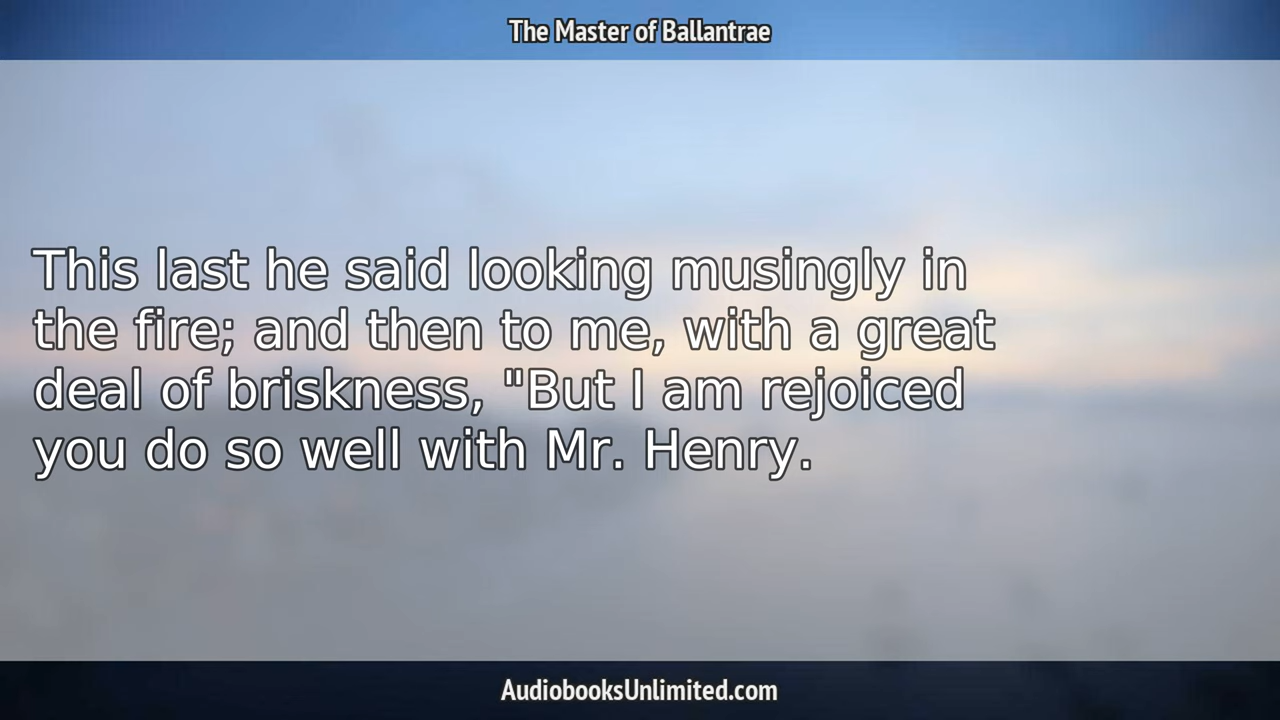 The Master of Ballantrae
This last he said looking musingly in
the fire; and then to me, with a great
deal of briskness, "But I am rejoiced
you do so well with Mr. Henry.
AudiobooksUnlimited.com